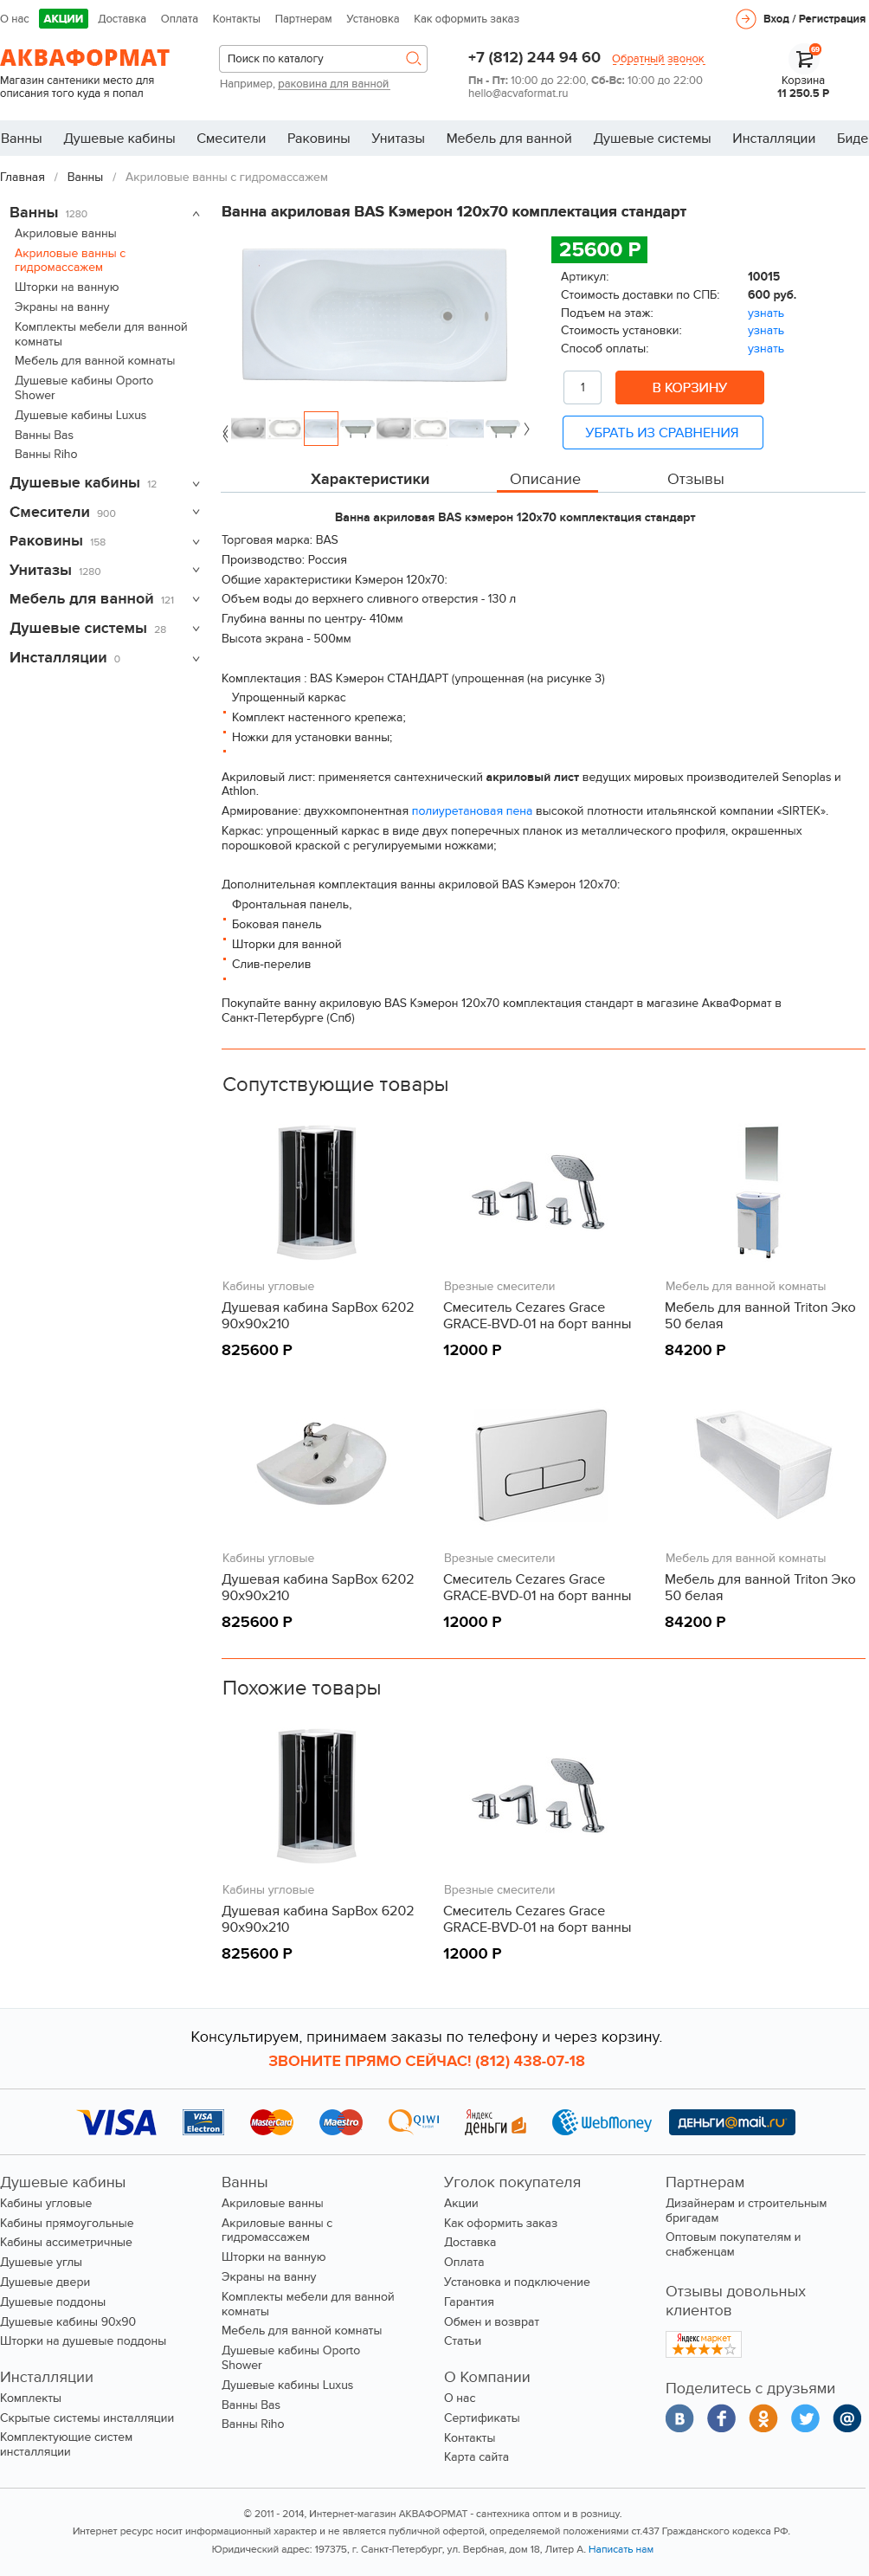 О нас АКЦИИ Доставка Оплата Контакты Партнерам Установка Как оформить заказ Вход / Регистрация
АКВАФОРМАТ
Магазин сантеники место для
описания того куда я попал
Поиск по каталогу
Например, раковина для ванной
+7 (812) 244 94 60 Обратный звонок
Пн - Пт: 10:00 до 22:00, Сб-Вс: 10:00 до 22:00
hello@acvaformat.ru
69
Корзина
11 250.5 Р
Ванны Душевые кабины Смесители Раковины Унитазы Мебель для ванной Душевые системы Инсталляции Биде
Главная / Ванны / Акриловые ванны с гидромассажем
Ванны 1280
Акриловые ванны
Акриловые ванны с
гидромассажем
Шторки на ванную
Экраны на ванну
Комплекты мебели для ванной
комнаты
Мебель для ванной комнаты
Душевые кабины Oporto
Shower
Душевые кабины Luxus
Ванны Bas
Ванны Riho
Душевые кабины 12
Смесители 900
Раковины 158
Унитазы 1280
Мебель для ванной 121
Душевые системы 28
Инсталляции 0
Ванна акриловая BAS Кэмерон 120x70 комплектация стандарт
25600 Р
Артикул: 10015
Стоимость доставки по СПБ: 600 руб.
Подъем на этаж: узнать
Стоимость установки: узнать
Способ оплаты: узнать
1 В КОРЗИНУ
УБРАТЬ ИЗ СРАВНЕНИЯ
Характеристики Описание Отзывы
Ванна акриловая BAS кэмерон 120x70 комплектация стандарт
Торговая марка: BAS
Производство: Россия
Общие характеристики Кэмерон 120x70:
Объем воды до верхнего сливного отверстия - 130 л
Глубина ванны по центру- 410мм
Высота экрана - 500мм
Комплектация : BAS Кэмерон СТАНДАРТ (упрощенная (на рисунке 3)
Упрощенный каркас
Комплект настенного крепежа;
Ножки для установки ванны;
Акриловый лист: применяется сантехнический акриловый лист ведущих мировых производителей Senoplas и
Athlon.
Армирование: двухкомпонентная полиуретановая пена высокой плотности итальянской компании «SIRTEK».
Каркас: упрощенный каркас в виде двух поперечных планок из металлического профиля, окрашенных
порошковой краской с регулируемыми ножками;
Дополнительная комплектация ванны акриловой BAS Кэмерон 120x70:
Фронтальная панель,
Боковая панель
Шторки для ванной
Слив-перелив
Покупайте ванну акриловую BAS Кэмерон 120x70 комплектация стандарт в магазине АкваФормат в
Санкт-Петербурге (Спб)
Сопутствующие товары
Кабины угловые
Душевая кабина SapBox 6202
90x90x210
825600 Р
Врезные смесители
Смеситель Cezares Grace
GRACE-BVD-01 на борт ванны
12000 Р
Мебель для ванной комнаты
Мебель для ванной Triton Эко
50 белая
84200 Р
Кабины угловые
Душевая кабина SapBox 6202
90x90x210
825600 Р
Врезные смесители
Смеситель Cezares Grace
GRACE-BVD-01 на борт ванны
12000 Р
Мебель для ванной комнаты
Мебель для ванной Triton Эко
50 белая
84200 Р
Похожие товары
Кабины угловые
Душевая кабина SapBox 6202
90x90x210
825600 Р
Врезные смесители
Смеситель Cezares Grace
GRACE-BVD-01 на борт ванны
12000 Р
Консультируем, принимаем заказы по телефону и через корзину.
ЗВОНИТЕ ПРЯМО СЕЙЧАС! (812) 438-07-18
VISA VISA Electron MasterCard Maestro QIWI Яндекс деньги WebMoney деньги@mail.ru
Душевые кабины
Кабины угловые
Кабины прямоугольные
Кабины ассиметричные
Душевые углы
Душевые двери
Душевые поддоны
Душевые кабины 90x90
Шторки на душевые поддоны
Инсталляции
Комплекты
Скрытые системы инсталляции
Комплектующие систем
инсталляции
Ванны
Акриловые ванны
Акриловые ванны с
гидромассажем
Шторки на ванную
Экраны на ванну
Комплекты мебели для ванной
комнаты
Мебель для ванной комнаты
Душевые кабины Oporto
Shower
Душевые кабины Luxus
Ванны Bas
Ванны Riho
Уголок покупателя
Акции
Как оформить заказ
Доставка
Оплата
Установка и подключение
Гарантия
Обмен и возврат
Статьи
О Компании
О нас
Сертификаты
Контакты
Карта сайта
Партнерам
Дизайнерам и строительным
бригадам
Оптовым покупателям и
снабженцам
Отзывы довольных
клиентов
Яндекс маркет
Поделитесь с друзьями
© 2011 - 2014, Интернет-магазин АКВАФОРМАТ - сантехника оптом и в розницу.
Интернет ресурс носит информационный характер и не является публичной офертой, определяемой положениями ст.437 Гражданского кодекса РФ.
Юридический адрес: 197375, г. Санкт-Петербург, ул. Вербная, дом 18, Литер А. Написать нам